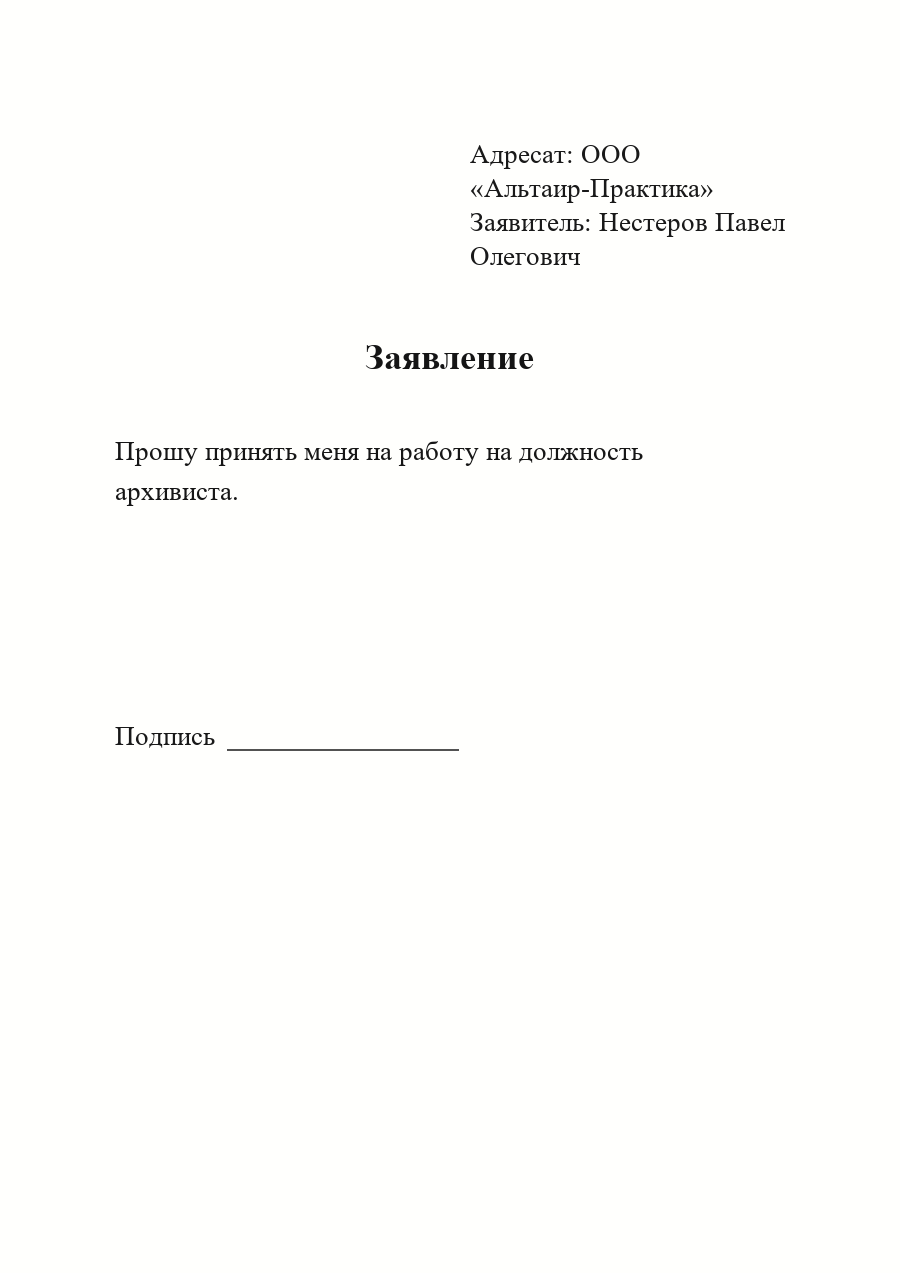 Адресат: ООО
«Альтаир-Практика»
Заявитель: Нестеров Павел
Олегович
Заявление
Прошу принять меня на работу на должность
архивиста.
Подпись